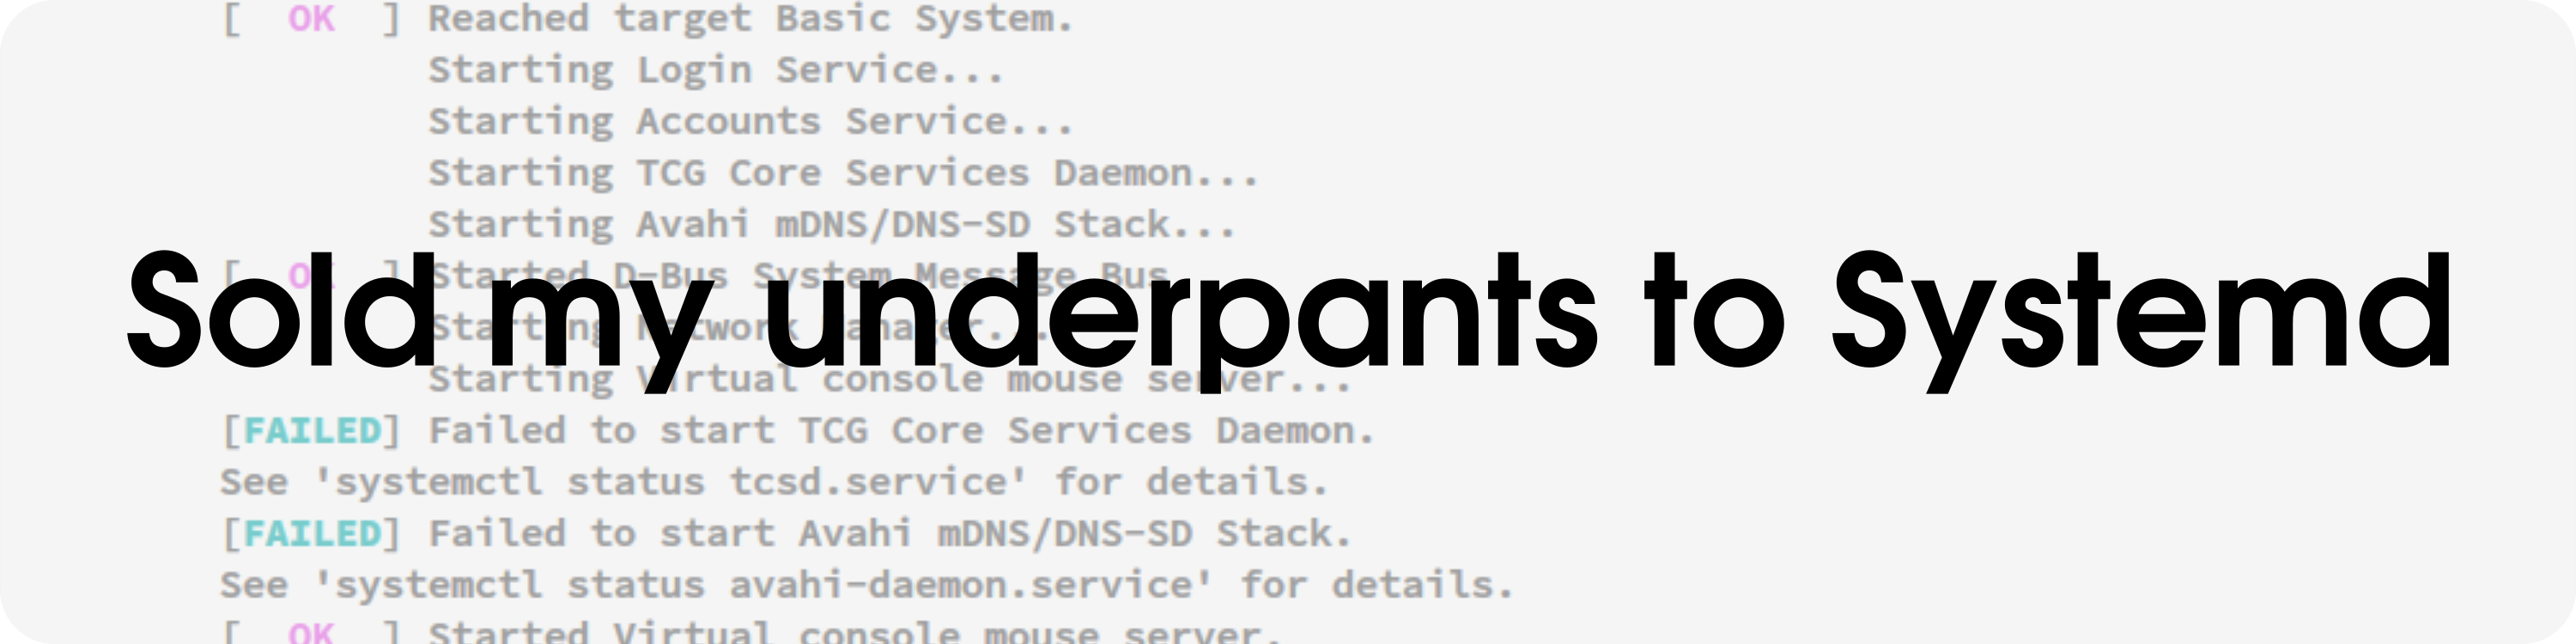 [  OK  ] Reached target Basic System.
Starting Login Service...
Starting Accounts Service...
Starting TCG Core Services Daemon...
Starting Avahi mDNS/DNS-SD Stack...
[  OK  ] Started D-Bus System Message Bus.
Sold my underpants to Systemd
Starting Network Manager...
Starting Virtual console mouse server...
[FAILED] Failed to start TCG Core Services Daemon.
See 'systemctl status tcsd.service' for details.
[FAILED] Failed to start Avahi mDNS/DNS-SD Stack.
See 'systemctl status avahi-daemon.service' for details.
[  OK  ] Started Virtual console mouse server.